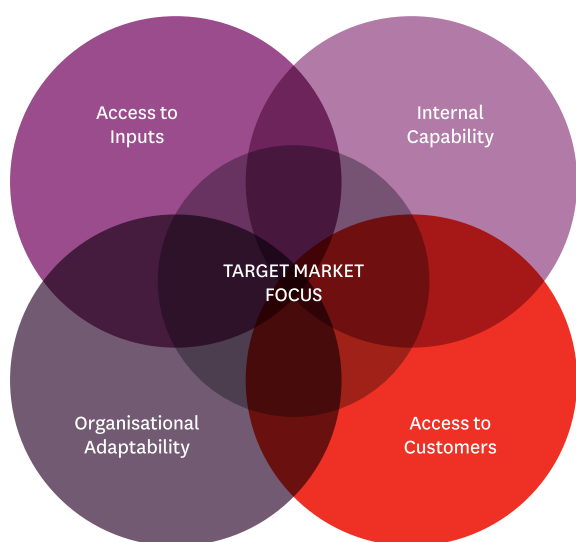 Access to
Inputs
Internal
Capability
TARGET MARKET
FOCUS
Organisational
Adaptability
Access to
Customers